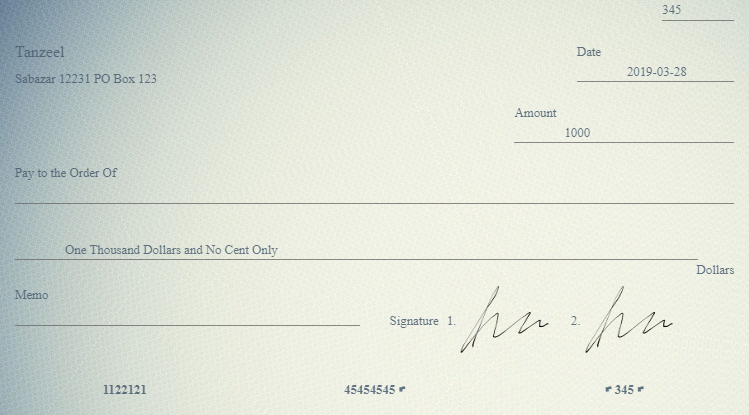 345
Tanzeel
Date
Sabazar 12231 PO Box 123
2019-03-28
Amount
1000
Pay to the Order Of
One Thousand Dollars and No Cent Only
Dollars
Memo
Signature 1. 2.
1122121 45454545 ⑈ ⑈ 345 ⑈